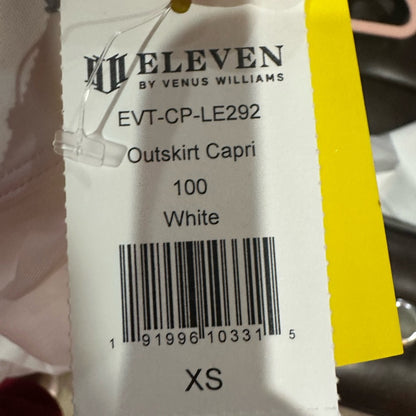 ELEVEN
BY VENUS WILLIAMS
EVT-CP-LE292
Outskirt Capri
100
White
1 91996 10331 5
XS